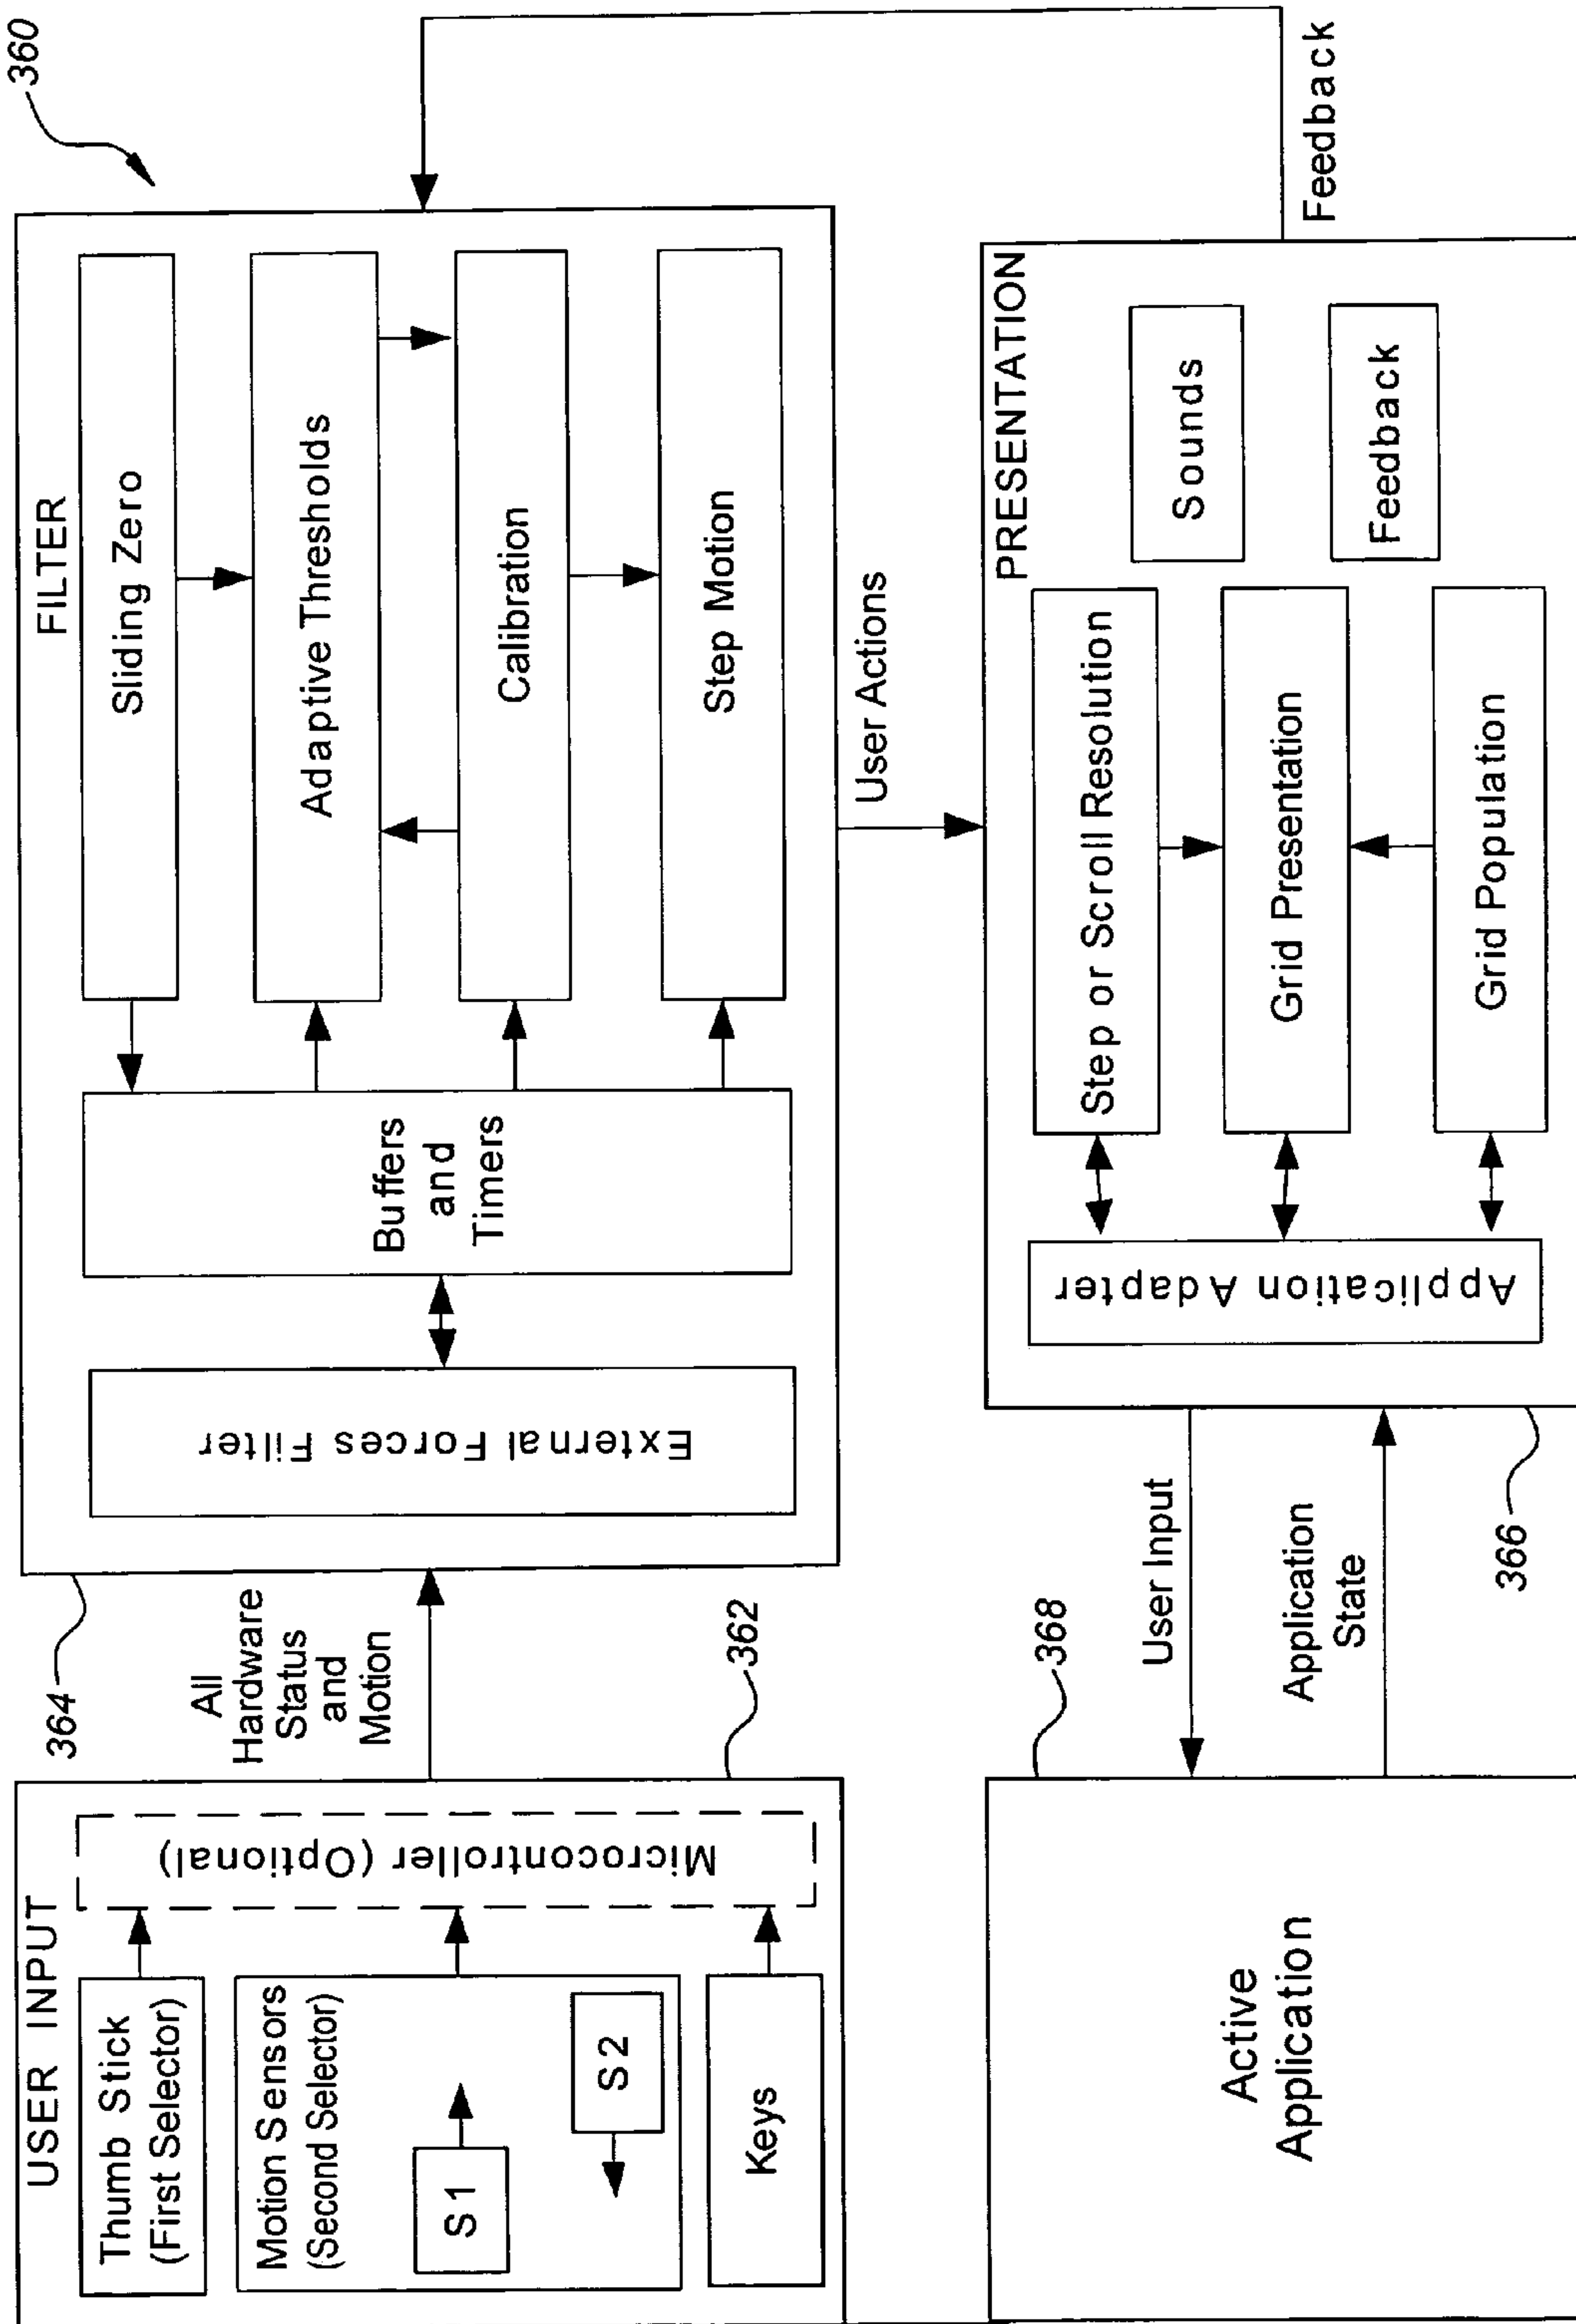 360
USER INPUT
Thumb Stick
(First Selector)
Motion Sensors
(Second Selector)
S1
S2
Keys
Microcontroller (Optional)
362
All
Hardware
Status
and
Motion
364
FILTER
External Forces Filter
Buffers
and
Timers
Sliding Zero
Adaptive Thresholds
Calibration
Step Motion
User Actions
Feedback
PRESENTATION
Application Adapter
Step or Scroll Resolution
Grid Presentation
Grid Population
Sounds
Feedback
366
User Input
Application
State
368
Active
Application